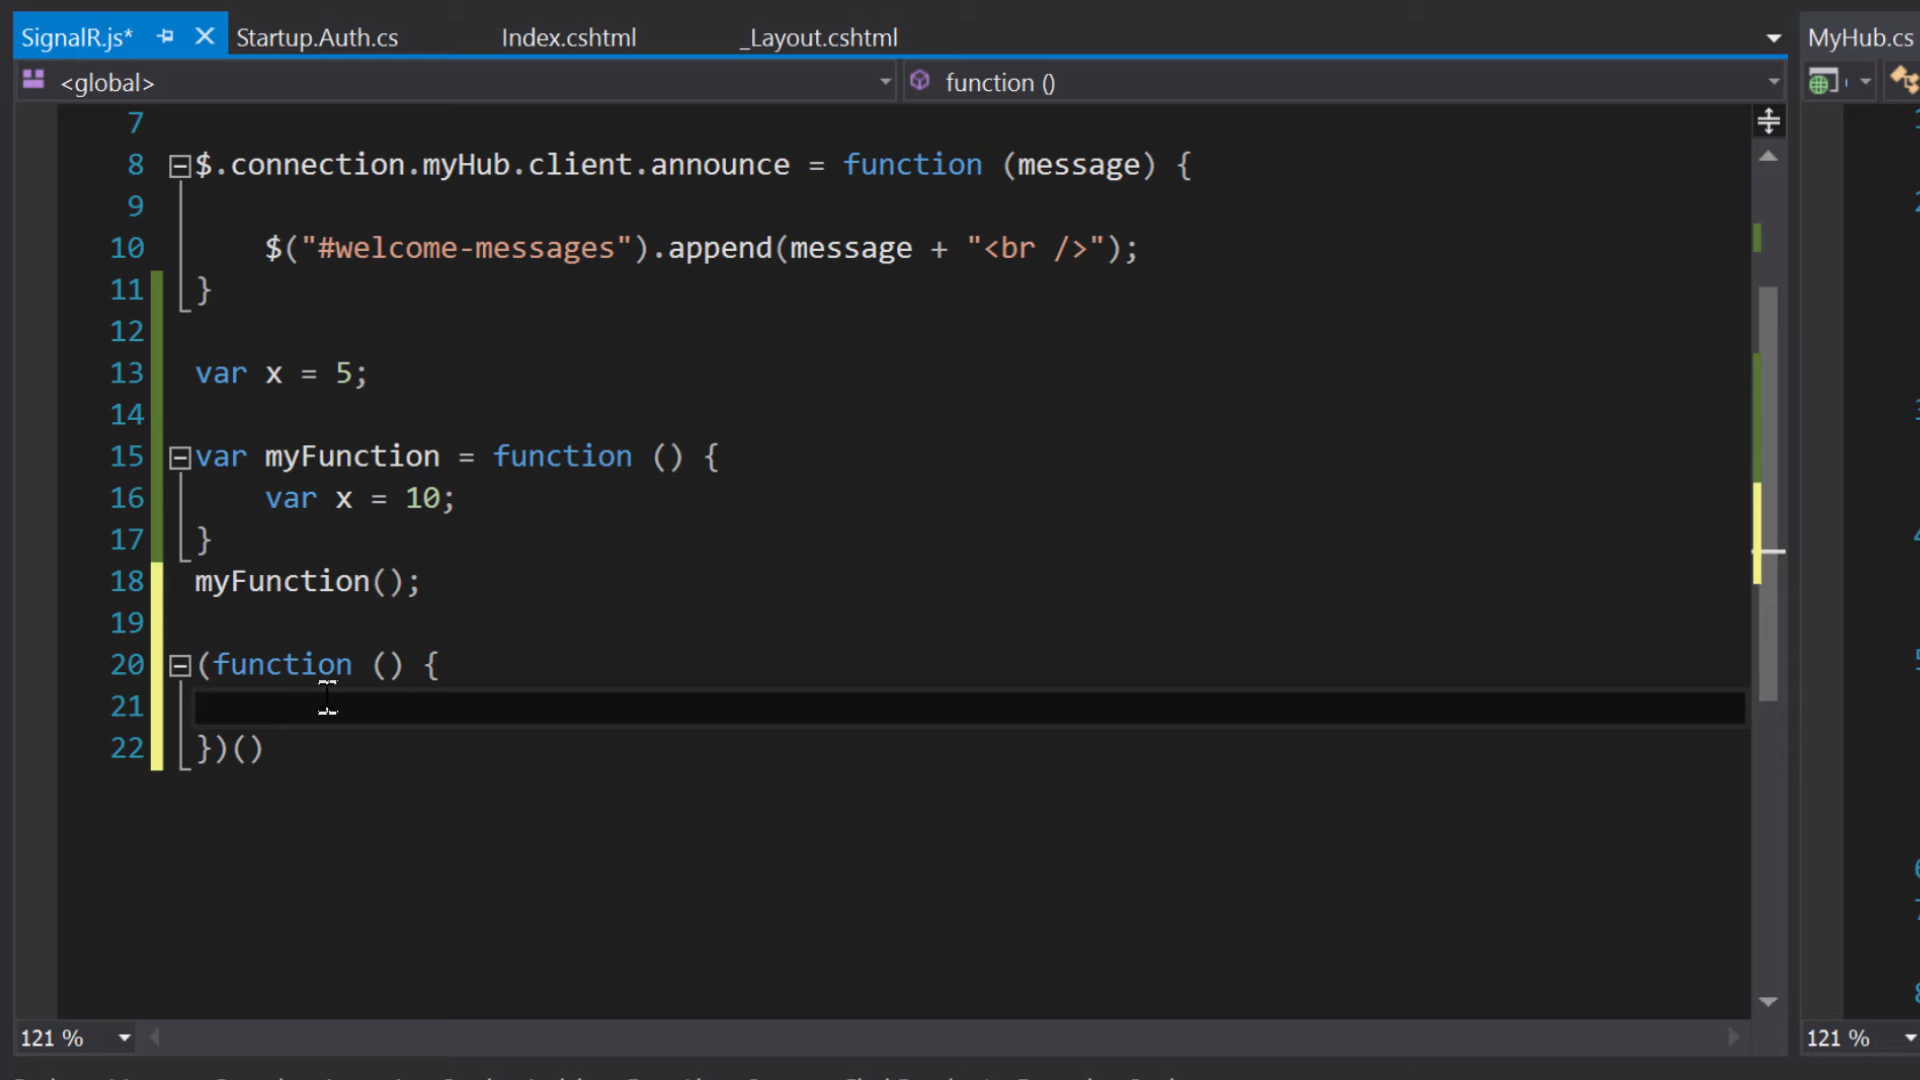 SignalR.js*
Startup.Auth.cs
Index.cshtml
_Layout.cshtml
MyHub.cs
<global>
function ()
7
8 $.connection.myHub.client.announce = function (message) {
9
10 $("#welcome-messages").append(message + "<br />");
11 }
12
13 var x = 5;
14
15 var myFunction = function () {
16 var x = 10;
17 }
18 myFunction();
19
20 (function () {
21
22 })()
121 %
121 %